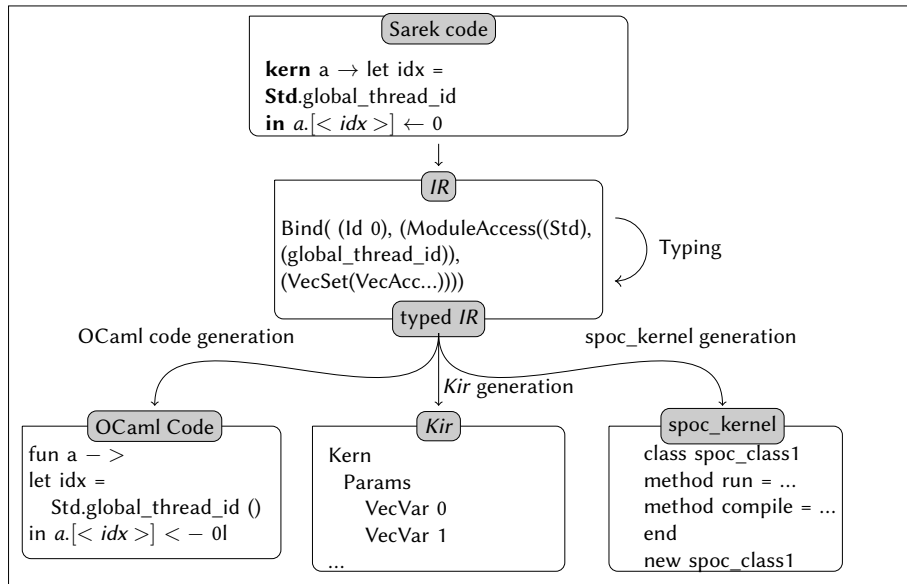 Sarek code
kern a → let idx =
Std.global_thread_id
in a.[< idx >] ← 0
IR
Bind( (Id 0), (ModuleAccess((Std),
(global_thread_id)),
(VecSet(VecAcc...))))
Typing
typed IR
OCaml code generation
spoc_kernel generation
Kir generation
OCaml Code
fun a − >
let idx =
Std.global_thread_id ()
in a.[< idx >] < − 0l
Kir
Kern
Params
VecVar 0
VecVar 1
...
spoc_kernel
class spoc_class1
method run = ...
method compile = ...
end
new spoc_class1